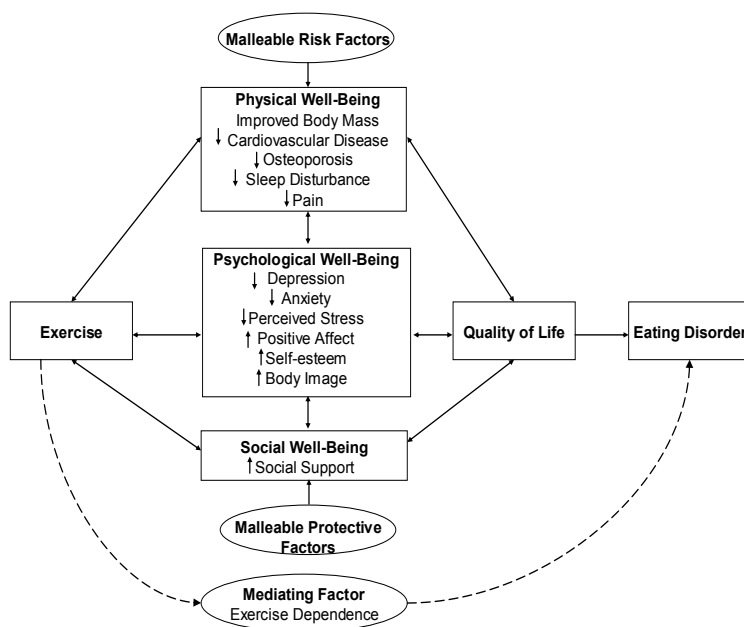 Malleable Risk Factors
Physical Well-Being
Improved Body Mass
↓ Cardiovascular Disease
↓ Osteoporosis
↓ Sleep Disturbance
↓ Pain
Psychological Well-Being
↓ Depression
↓ Anxiety
↓ Perceived Stress
↑ Positive Affect
↑ Self-esteem
↑ Body Image
Exercise
Quality of Life
Eating Disorder
Social Well-Being
↑ Social Support
Malleable Protective
Factors
Mediating Factor
Exercise Dependence